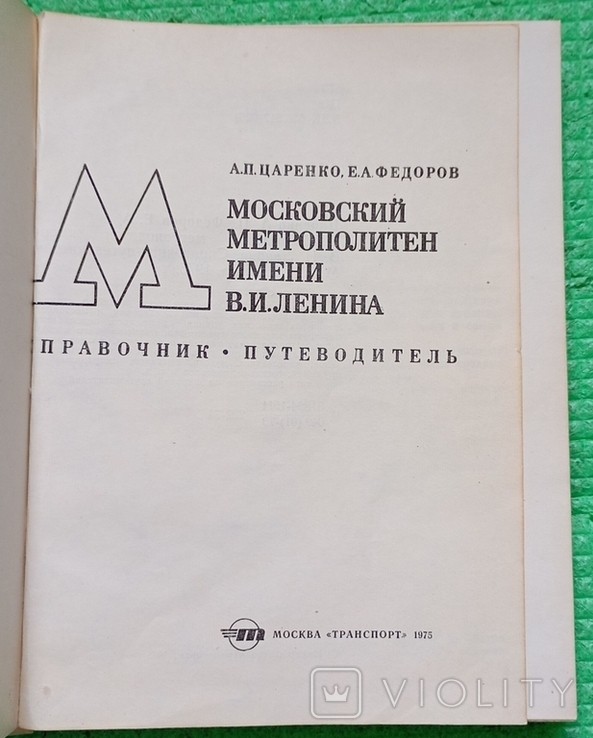 А.П.ЦАРЕНКО, Е.А.ФЕДОРОВ
М
МОСКОВСКИЙ
МЕТРОПОЛИТЕН
ИМЕНИ
В.И.ЛЕНИНА
ПРАВОЧНИК • ПУТЕВОДИТЕЛЬ
МОСКВА «ТРАНСПОРТ» 1975
VIOLITY